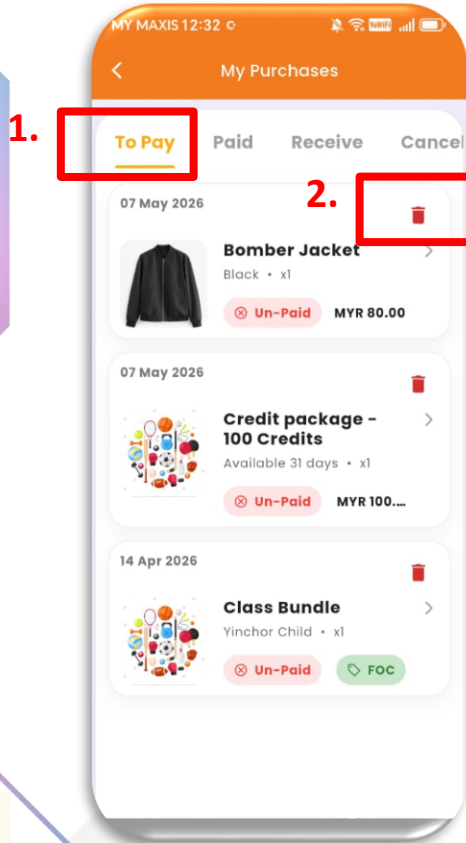 MY MAXIS 12:32
VoWiFi
My Purchases
1.
To Pay Paid Receive Cancel
07 May 2026
2.
Bomber Jacket
Black • x1
Un-Paid MYR 80.00
07 May 2026
Credit package -
100 Credits
Available 31 days • x1
Un-Paid MYR 100....
14 Apr 2026
Class Bundle
Yinchor Child • x1
Un-Paid FOC